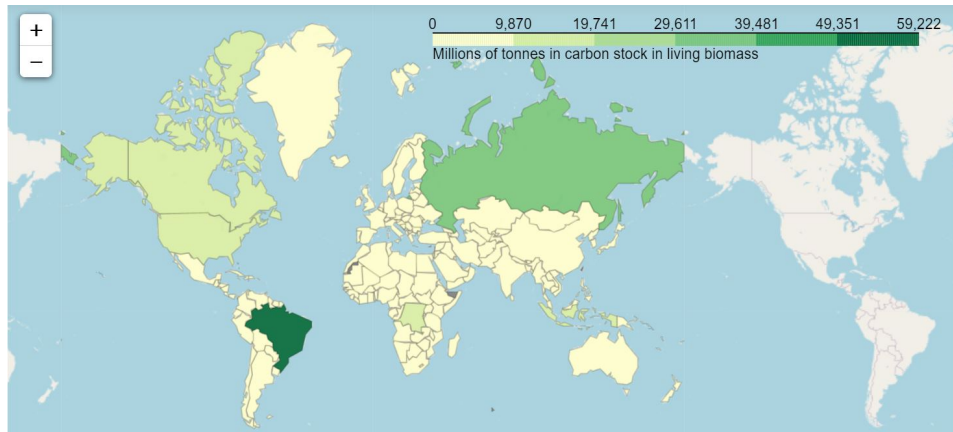 +
−
0 9,870 19,741 29,611 39,481 49,351 59,222
Millions of tonnes in carbon stock in living biomass